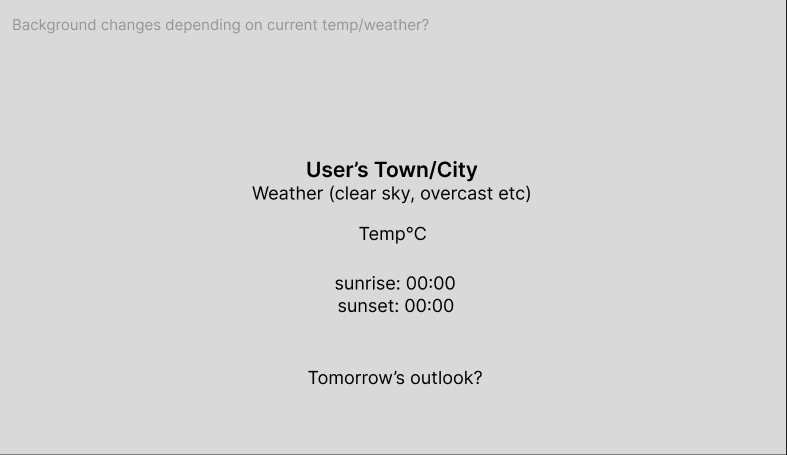 Background changes depending on current temp/weather?
User’s Town/City
Weather (clear sky, overcast etc)
Temp°C
sunrise: 00:00
sunset: 00:00
Tomorrow’s outlook?